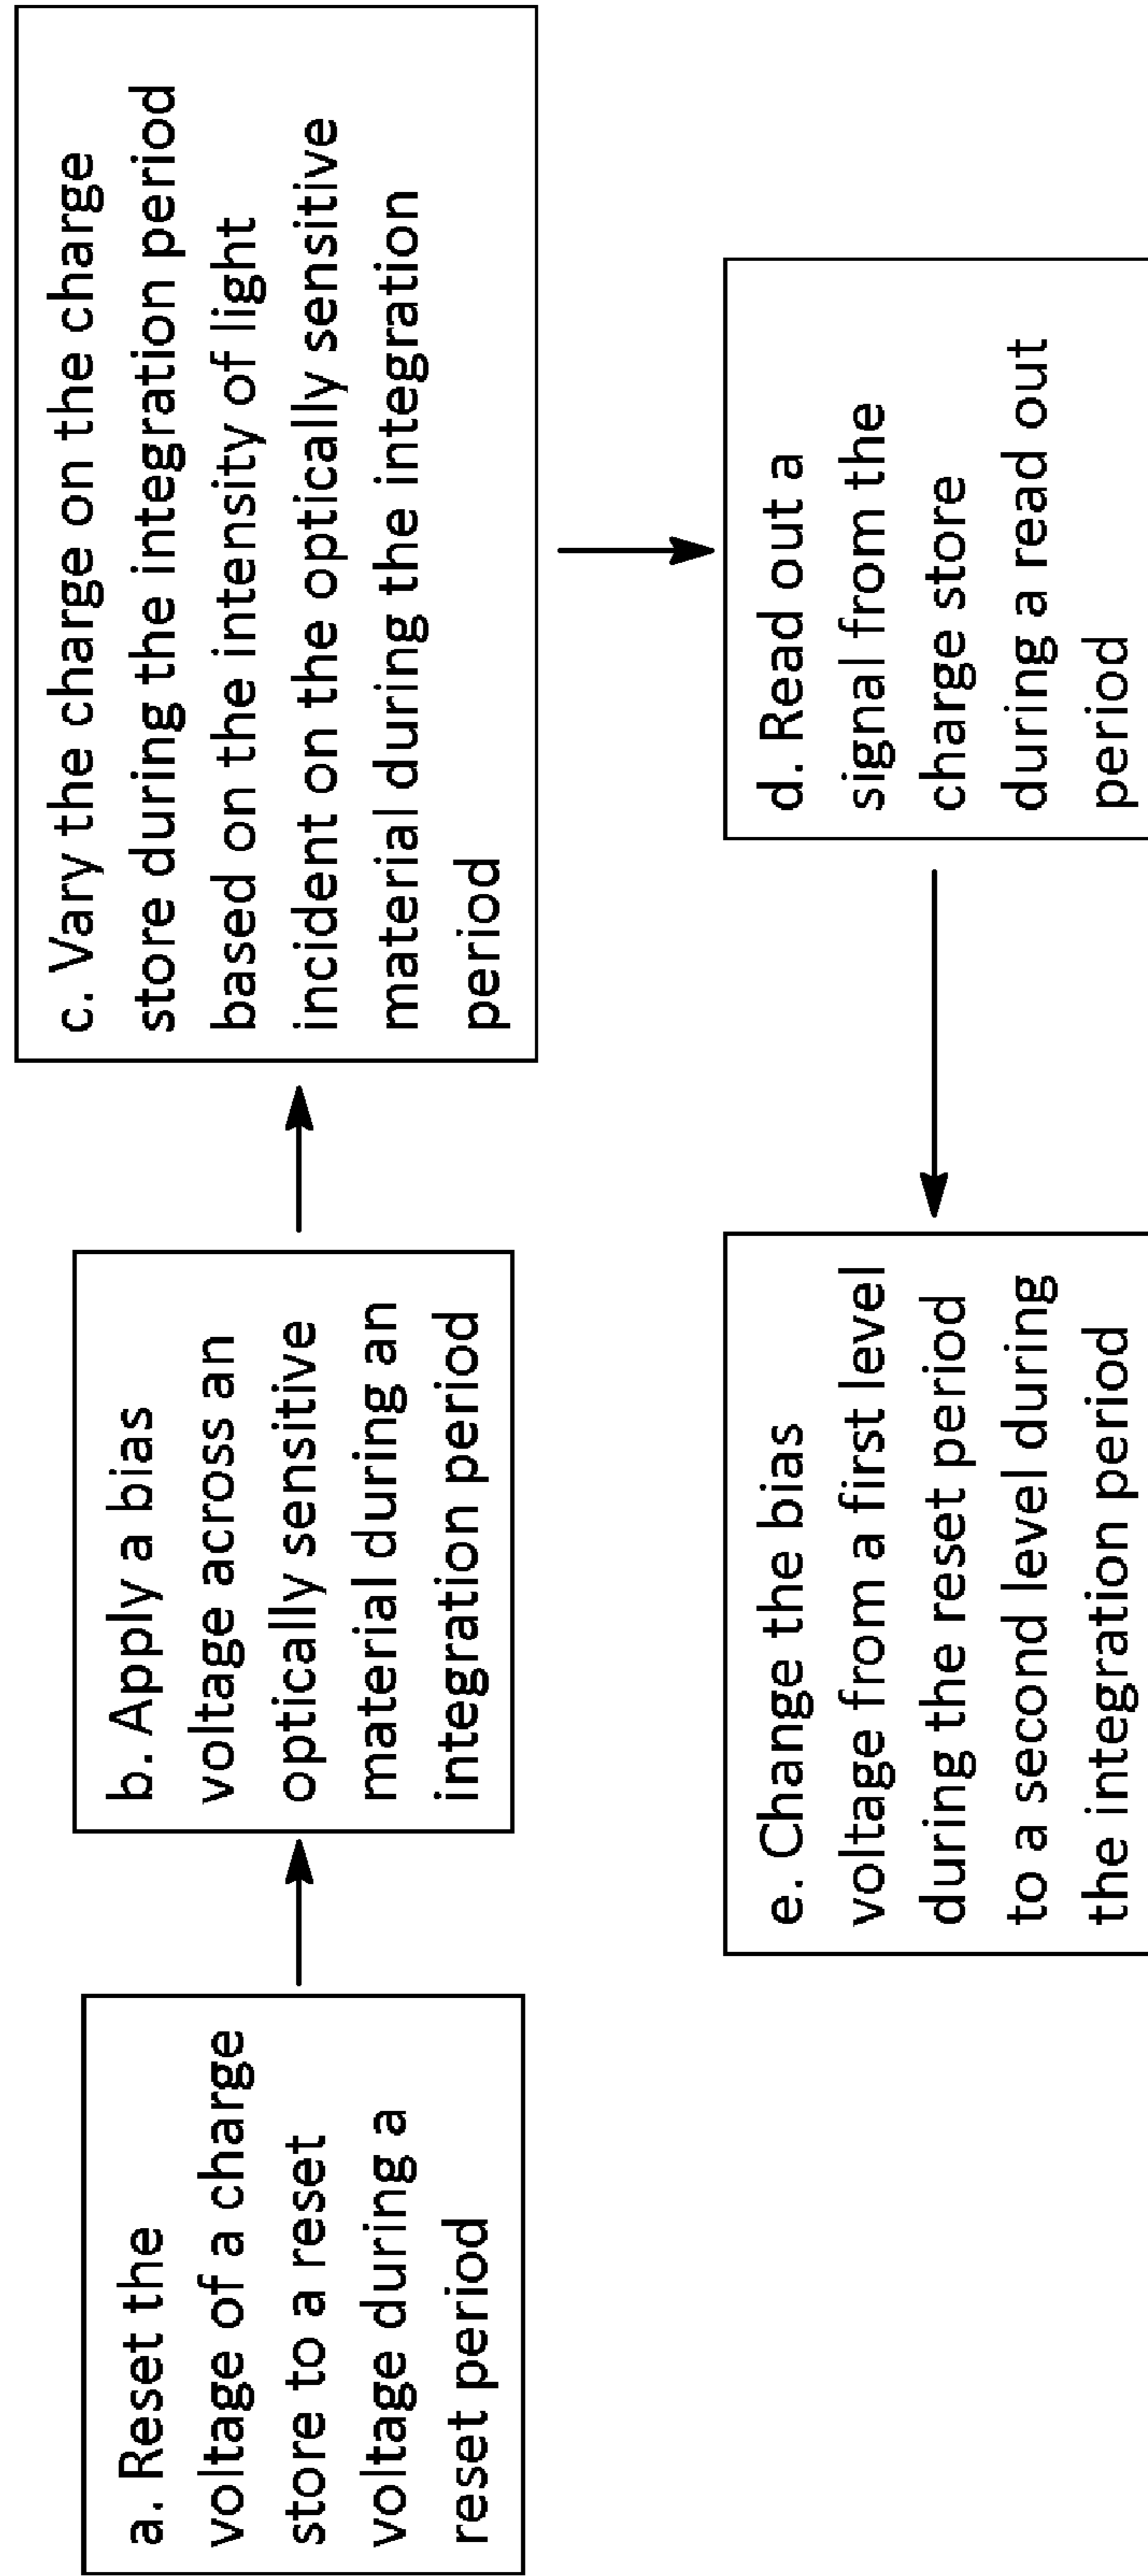 a. Reset the
voltage of a charge
store to a reset
voltage during a
reset period
b. Apply a bias
voltage across an
optically sensitive
material during an
integration period
c. Vary the charge on the charge
store during the integration period
based on the intensity of light
incident on the optically sensitive
material during the integration
period
d. Read out a
signal from the
charge store
during a read out
period
e. Change the bias
voltage from a first level
during the reset period
to a second level during
the integration period